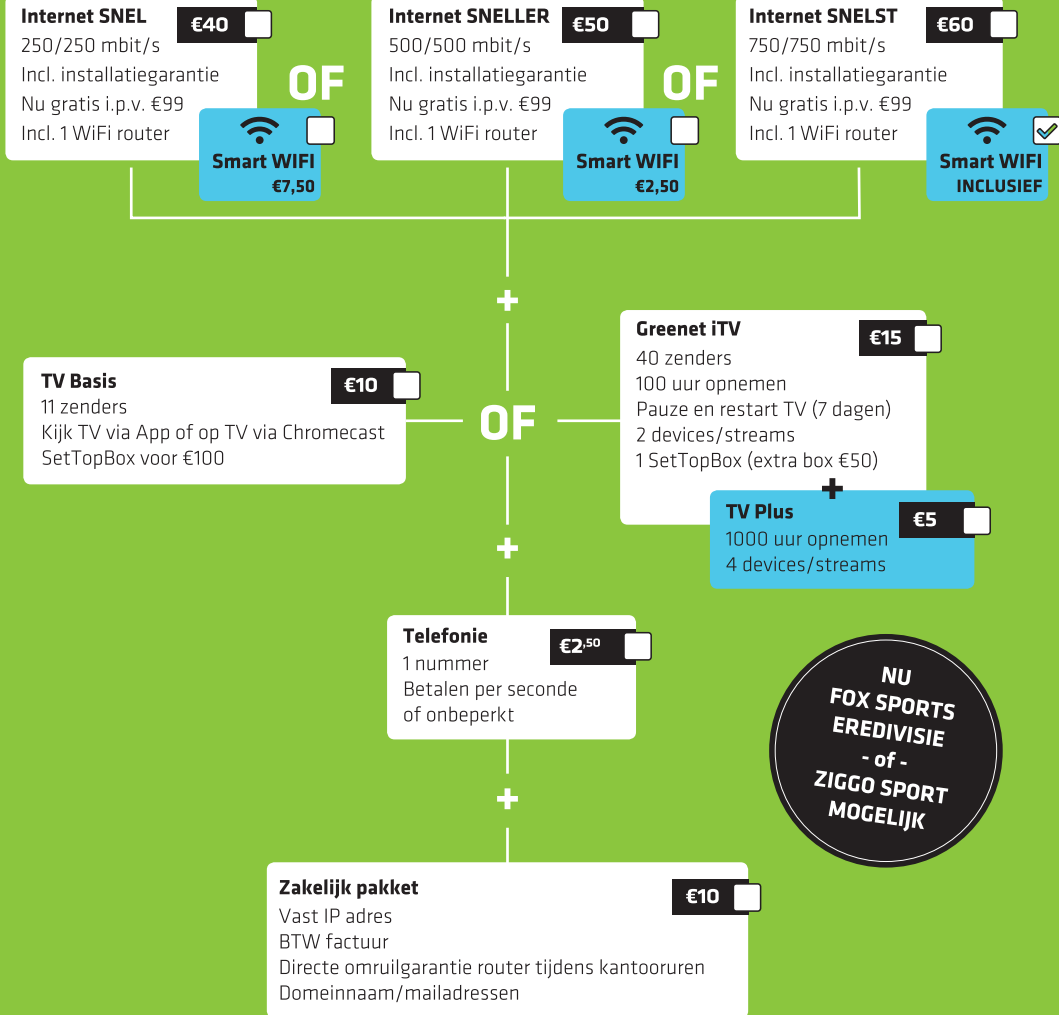 Internet SNEL
€40
250/250 mbit/s
Incl. installatiegarantie
Nu gratis i.p.v. €99
Incl. 1 WiFi router
Smart WIFI
€7,50
OF
Internet SNELLER
€50
500/500 mbit/s
Incl. installatiegarantie
Nu gratis i.p.v. €99
Incl. 1 WiFi router
Smart WIFI
€2,50
OF
Internet SNELST
€60
750/750 mbit/s
Incl. installatiegarantie
Nu gratis i.p.v. €99
Incl. 1 WiFi router
Smart WIFI
INCLUSIEF
+
TV Basis
€10
11 zenders
Kijk TV via App of op TV via Chromecast
SetTopBox voor €100
OF
Greenet iTV
€15
40 zenders
100 uur opnemen
Pauze en restart TV (7 dagen)
2 devices/streams
1 SetTopBox (extra box €50)
+
TV Plus
€5
1000 uur opnemen
4 devices/streams
+
Telefonie
€2,50
1 nummer
Betalen per seconde
of onbeperkt
NU
FOX SPORTS
EREDIVISIE
- of -
ZIGGO SPORT
MOGELIJK
+
Zakelijk pakket
€10
Vast IP adres
BTW factuur
Directe omruilgarantie router tijdens kantooruren
Domeinnaam/mailadressen